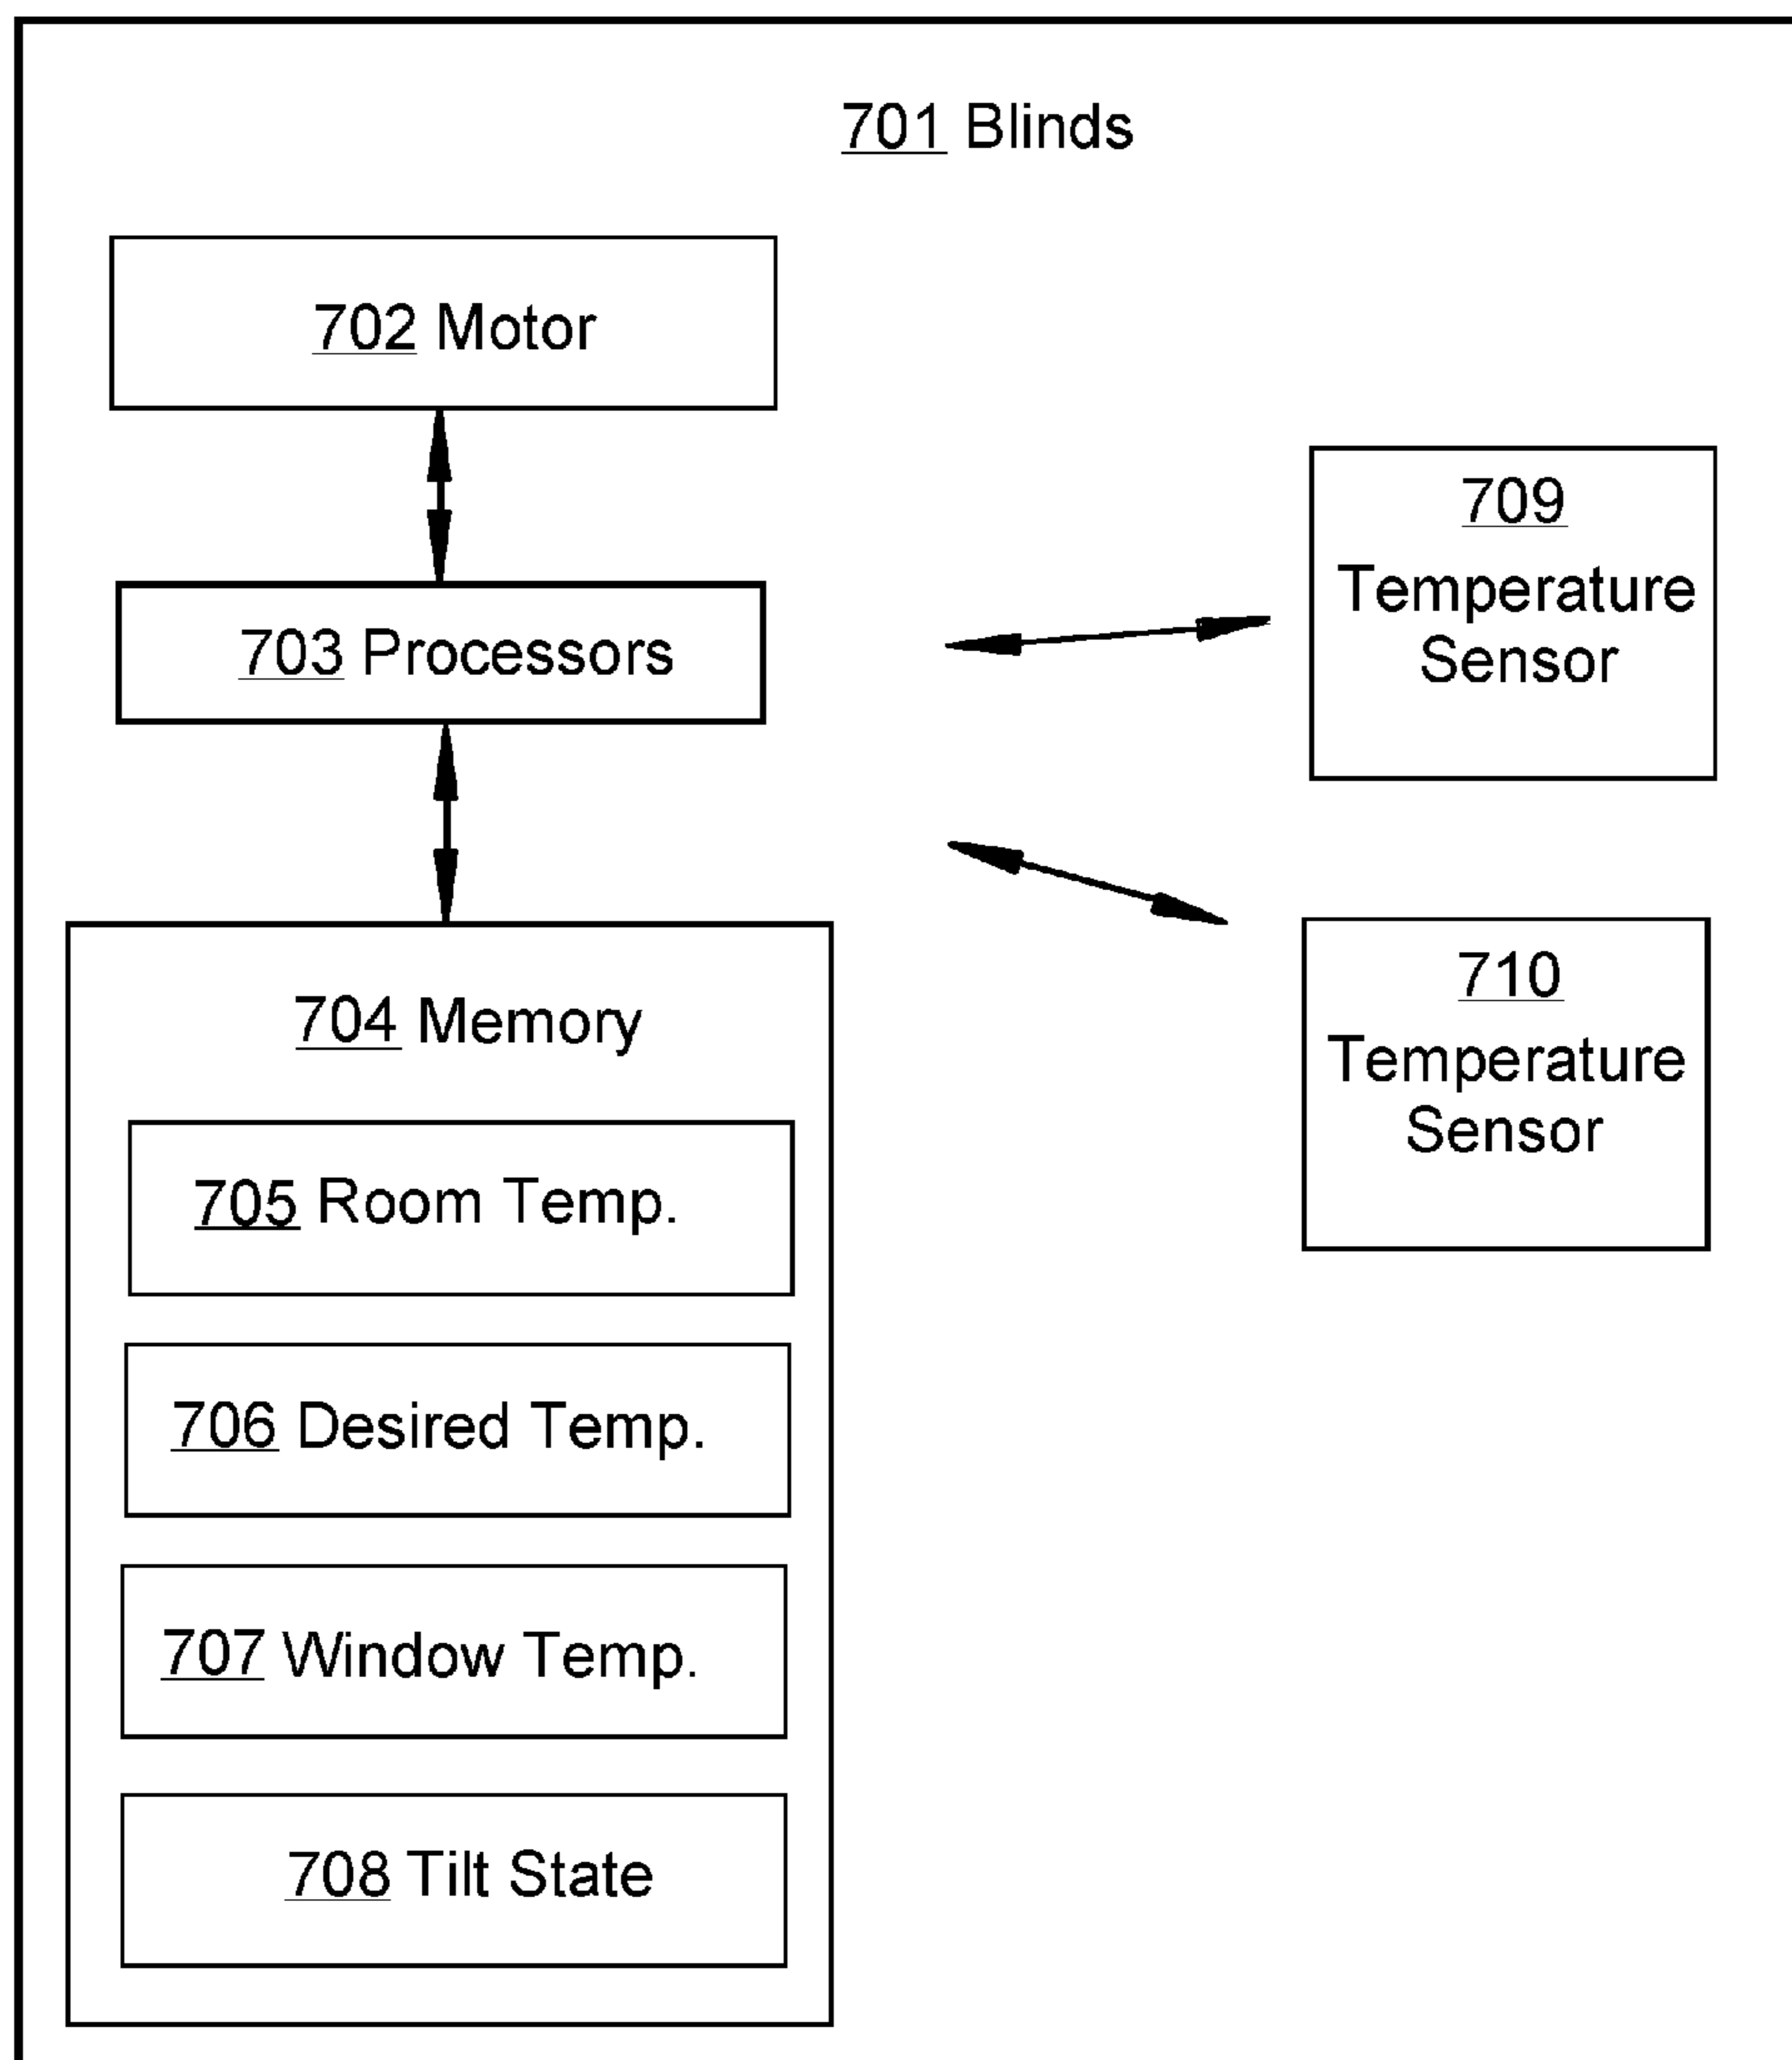 701 Blinds
702 Motor
703 Processors
709
Temperature
Sensor
710
Temperature
Sensor
704 Memory
705 Room Temp.
706 Desired Temp.
707 Window Temp.
708 Tilt State